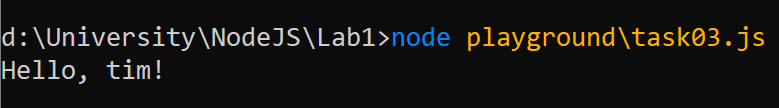 d:\University\NodeJS\Lab1>node playground\task03.js
Hello, tim!